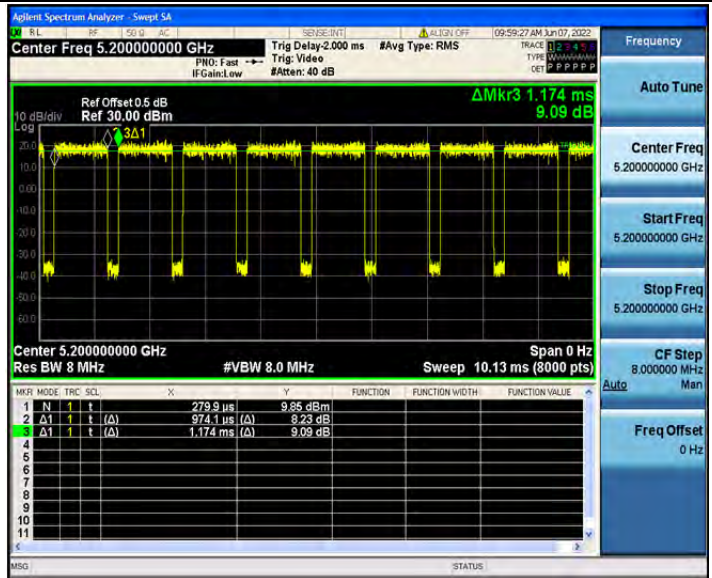 Agilent Spectrum Analyzer - Swept SA
RL RF 50 Ω AC SENSE:INT ALIGN OFF 09:59:27 AM Jun 07, 2022
Center Freq 5.200000000 GHz
PNO: Fast
IFGain:Low
Trig Delay-2.000 ms
Trig: Video
#Atten: 40 dB
#Avg Type: RMS
TRACE 1 2 3 4 5 6
TYPE
DET P P P P P P
Frequency
Auto Tune
Ref Offset 0.5 dB
10 dB/div Ref 30.00 dBm
ΔMkr3 1.174 ms
9.09 dB
Log
20.0
10.0
0.00
-10.0
-20.0
-30.0
-40.0
-50.0
-60.0
3Δ1
Center 5.200000000 GHz Span 0 Hz
Res BW 8 MHz #VBW 8.0 MHz Sweep 10.13 ms (8000 pts)
Center Freq
5.200000000 GHz
Start Freq
5.200000000 GHz
Stop Freq
5.200000000 GHz
CF Step
8.000000 MHz
Auto Man
Freq Offset
0 Hz
MKR MODE TRC SCL X Y FUNCTION FUNCTION WIDTH FUNCTION VALUE
1 N 1 t 279.9 µs 9.85 dBm
2 Δ1 1 t (Δ) 974.1 µs (Δ) 8.23 dB
3 Δ1 1 t (Δ) 1.174 ms (Δ) 9.09 dB
4
5
6
7
8
9
10
11
MSG STATUS